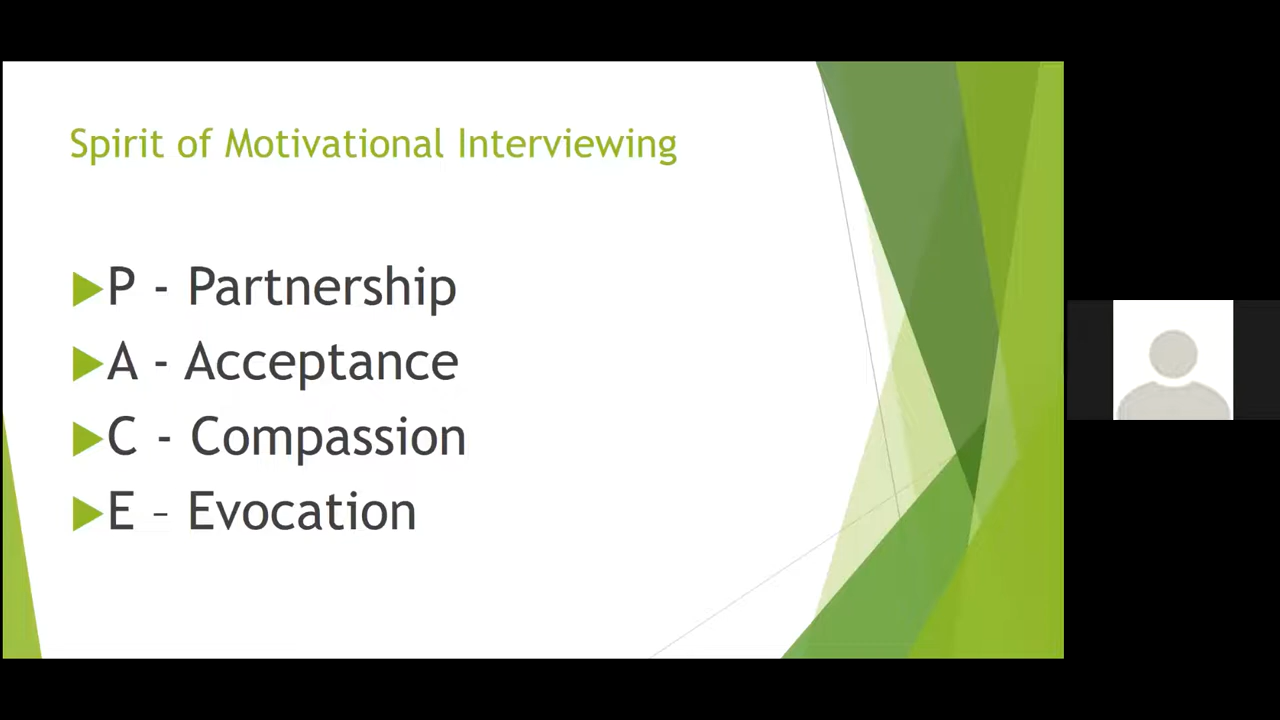 Spirit of Motivational Interviewing
P - Partnership
A - Acceptance
C - Compassion
E – Evocation